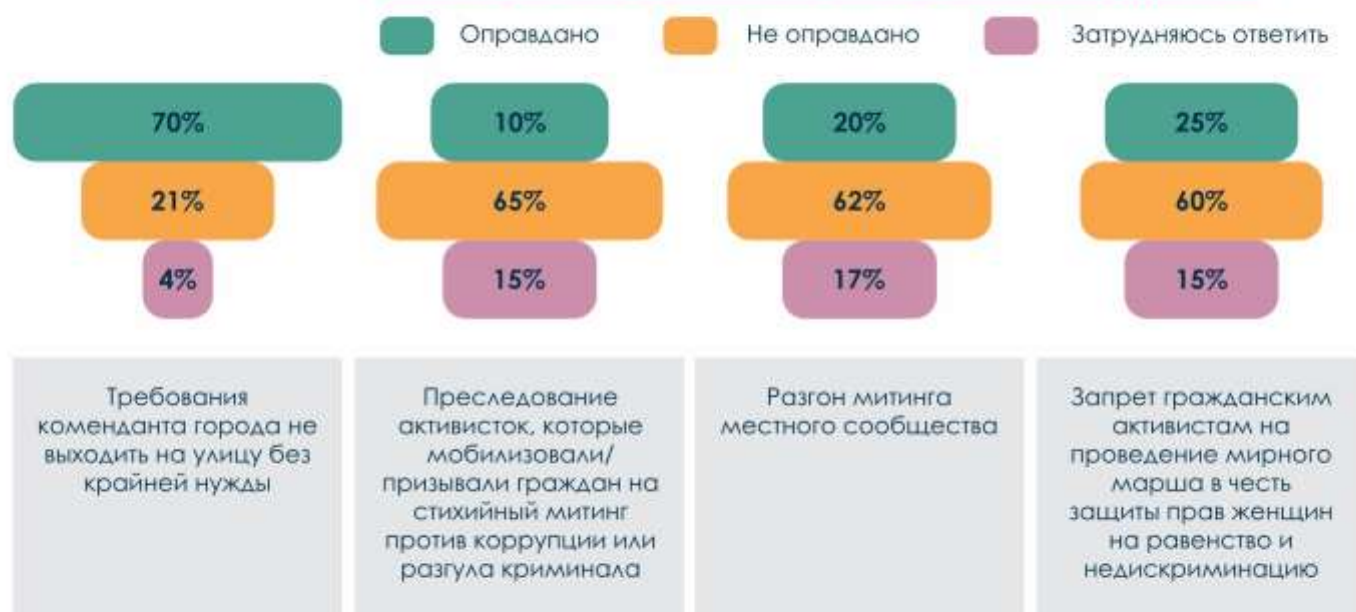 Оправдано
Не оправдано
Затрудняюсь ответить
70%
21%
4%
10%
65%
15%
20%
62%
17%
25%
60%
15%
Требования
коменданта города не
выходить на улицу без
крайней нужды
Преследование
активисток, которые
мобилизовали/
призывали граждан на
стихийный митинг
против коррупции или
разгула криминала
Разгон митинга
местного сообщества
Запрет гражданским
активистам на
проведение мирного
марша в честь
защиты прав женщин
на равенство и
недискриминацию